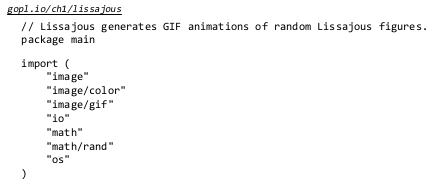 gopl.io/ch1/lissajous
// Lissajous generates GIF animations of random Lissajous figures.
package main
import (
"image"
"image/color"
"image/gif"
"io"
"math"
"math/rand"
"os"
)